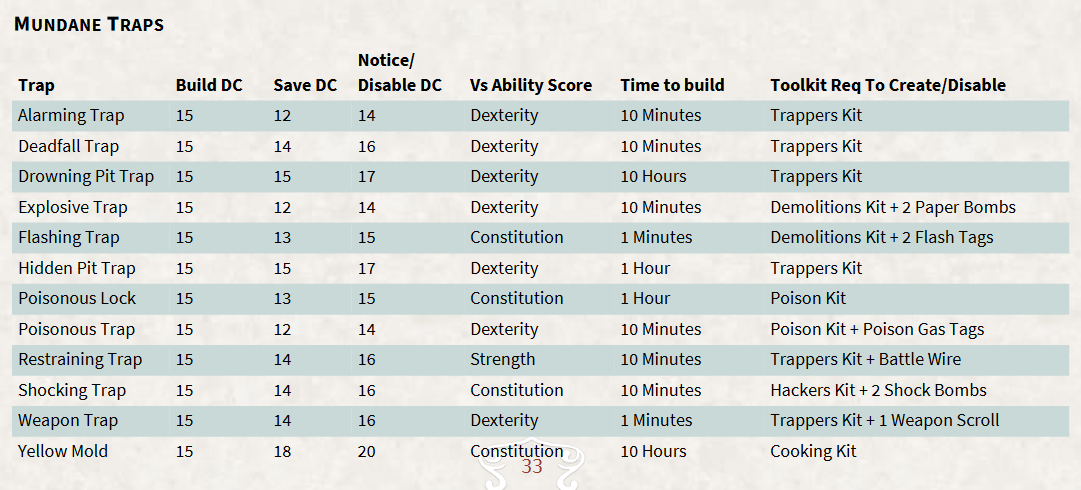 MUNDANE TRAPS
Notice/
Trap Build DC Save DC Disable DC Vs Ability Score Time to build Toolkit Req To Create/Disable
Alarming Trap 15 12 14 Dexterity 10 Minutes Trappers Kit
Deadfall Trap 15 14 16 Dexterity 10 Minutes Trappers Kit
Drowning Pit Trap 15 15 17 Dexterity 10 Hours Trappers Kit
Explosive Trap 15 12 14 Dexterity 10 Minutes Demolitions Kit + 2 Paper Bombs
Flashing Trap 15 13 15 Constitution 1 Minutes Demolitions Kit + 2 Flash Tags
Hidden Pit Trap 15 15 17 Dexterity 1 Hour Trappers Kit
Poisonous Lock 15 13 15 Constitution 1 Hour Poison Kit
Poisonous Trap 15 12 14 Dexterity 10 Minutes Poison Kit + Poison Gas Tags
Restraining Trap 15 14 16 Strength 10 Minutes Trappers Kit + Battle Wire
Shocking Trap 15 14 16 Constitution 10 Minutes Hackers Kit + 2 Shock Bombs
Weapon Trap 15 14 16 Dexterity 1 Minutes Trappers Kit + 1 Weapon Scroll
Yellow Mold 15 18 20 Constitution 10 Hours Cooking Kit
33